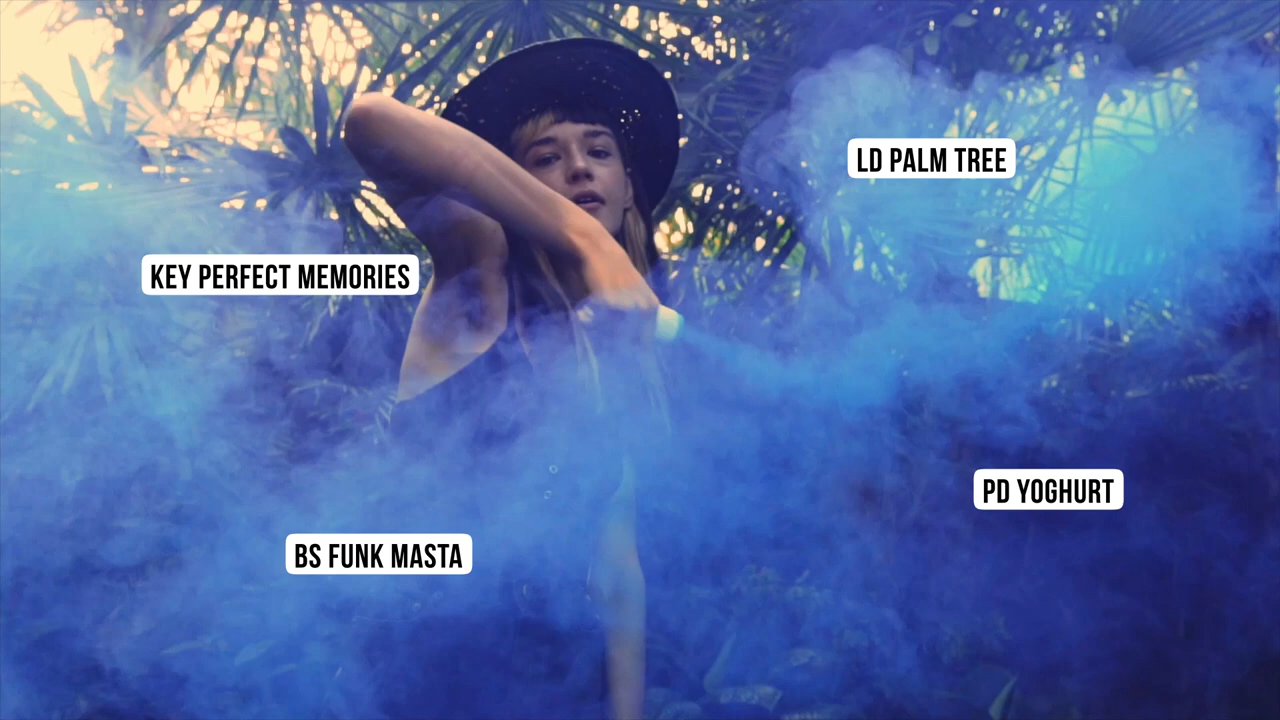 LD PALM TREE
KEY PERFECT MEMORIES
PD YOGHURT
BS FUNK MASTA